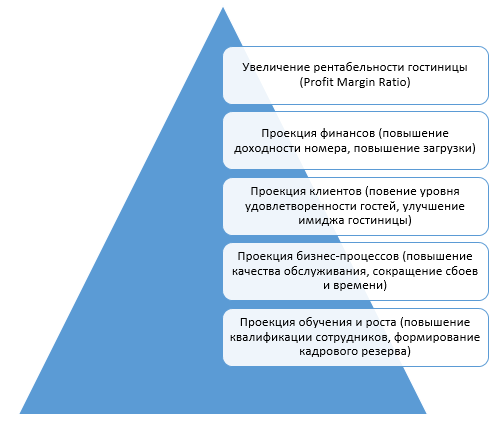 Увеличение рентабельности гостиницы
(Profit Margin Ratio)
Проекция финансов (повышение
доходности номера, повышение загрузки)
Проекция клиентов (повение уровня
удовлетворенности гостей, улучшение
имиджа гостиницы)
Проекция бизнес-процессов (повышение
качества обслуживания, сокращение сбоев
и времени)
Проекция обучения и роста (повышение
квалификации сотрудников, формирование
кадрового резерва)